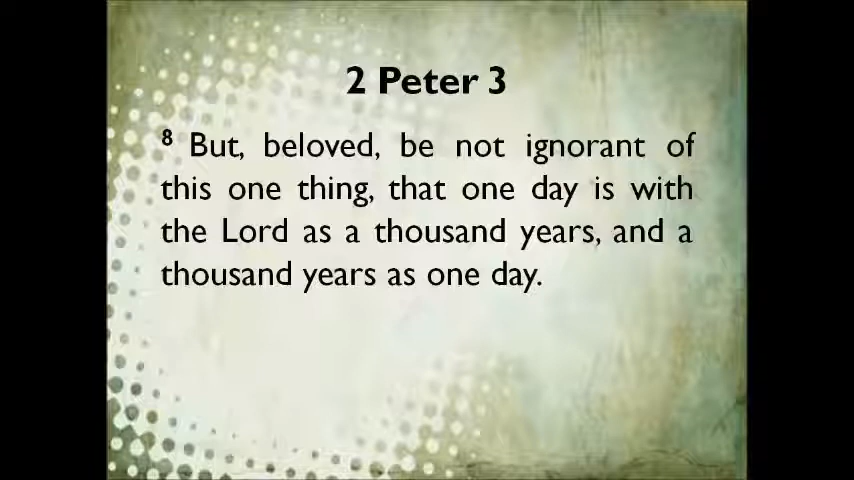 2 Peter 3
8 But, beloved, be not ignorant of
this one thing, that one day is with
the Lord as a thousand years, and a
thousand years as one day.